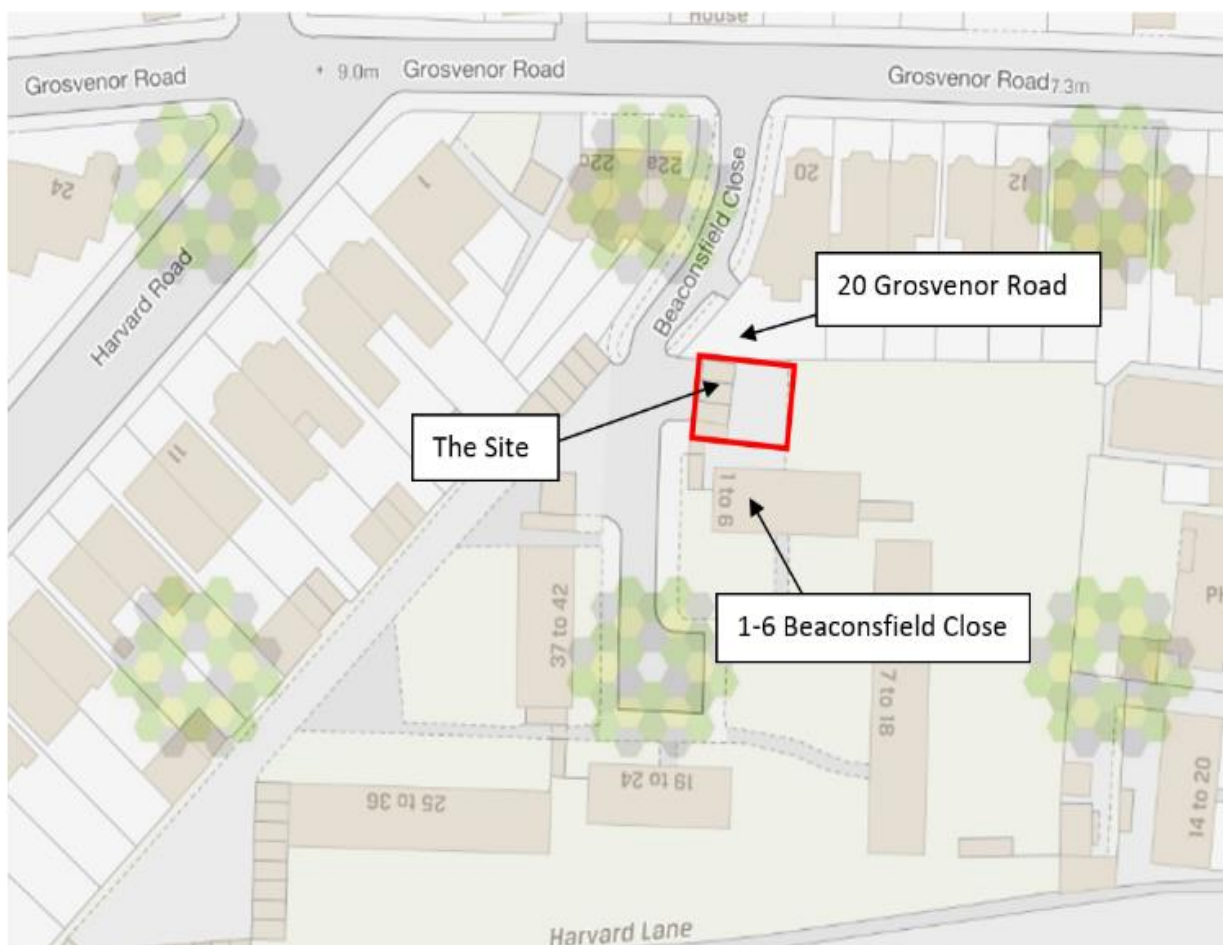 House
Grosvenor Road
9.0m
Grosvenor Road
Grosvenor Road
7.3m
24
1
22c
22a
20
12
Beaconsfield Close
Harvard Road
20 Grosvenor Road
The Site
11
1 to 6
1-6 Beaconsfield Close
37 to 42
7 to 18
PH
19 to 24
25 to 36
14 to 20
Harvard Lane